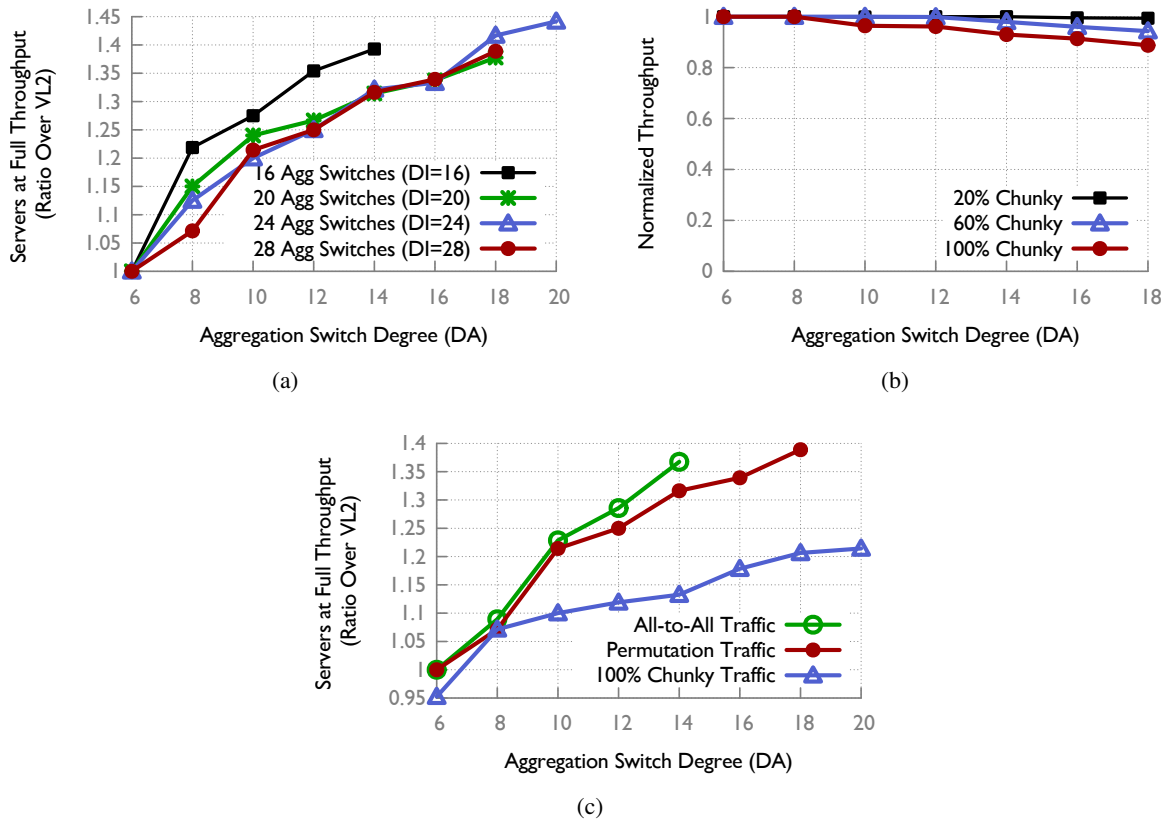 Servers at Full Throughput
(Ratio Over VL2)
1.45
1.4
1.35
1.3
1.25
1.2
1.15
1.1
1.05
1
16 Agg Switches (DI=16)
20 Agg Switches (DI=20)
24 Agg Switches (DI=24)
28 Agg Switches (DI=28)
6 8 10 12 14 16 18 20
Aggregation Switch Degree (DA)
(a)
Normalized Throughput
1
0.8
0.6
0.4
0.2
0
20% Chunky
60% Chunky
100% Chunky
6 8 10 12 14 16 18
Aggregation Switch Degree (DA)
(b)
Servers at Full Throughput
(Ratio Over VL2)
1.4
1.35
1.3
1.25
1.2
1.15
1.1
1.05
1
0.95
All-to-All Traffic
Permutation Traffic
100% Chunky Traffic
6 8 10 12 14 16 18 20
Aggregation Switch Degree (DA)
(c)